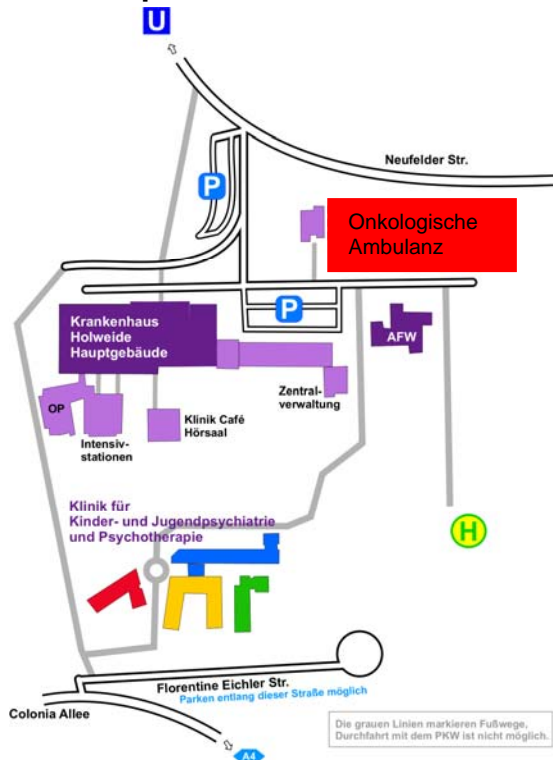 U
Neufelder Str.
P
Onkologische
Ambulanz
P
Krankenhaus
Holweide
Hauptgebäude
AFW
OP
Zentral-
verwaltung
Klinik Café
Hörsaal
Intensiv-
stationen
Klinik für
Kinder- und Jugendpsychiatrie
und Psychotherapie
H
Florentine Eichler Str.
Parken entlang dieser Straße möglich
Colonia Allee
Die grauen Linien markieren Fußwege,
Durchfahrt mit dem PKW ist nicht möglich.
A4